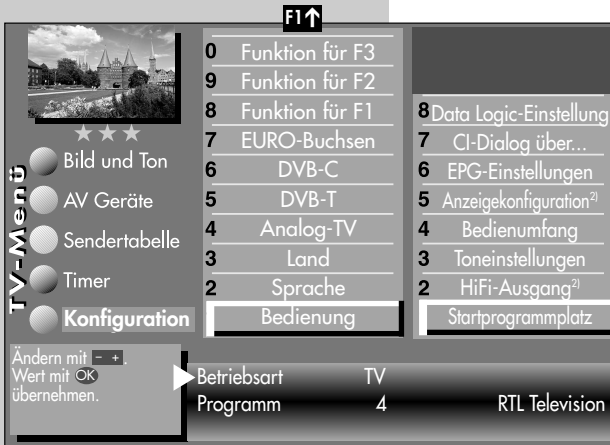 F1↑
TV-Menü
Bild und Ton
AV Geräte
Sendertabelle
Timer
Konfiguration
0 Funktion für F3
9 Funktion für F2
8 Funktion für F1
7 EURO-Buchsen
6 DVB-C
5 DVB-T
4 Analog-TV
3 Land
2 Sprache
Bedienung
8 Data Logic-Einstellung
7 CI-Dialog über...
6 EPG-Einstellungen
5 Anzeigekonfiguration2)
4 Bedienumfang
3 Toneinstellungen
2 HiFi-Ausgang2)
Startprogrammplatz
Ändern mit - + .
Wert mit OK
übernehmen.
Betriebsart TV
Programm 4 RTL Television